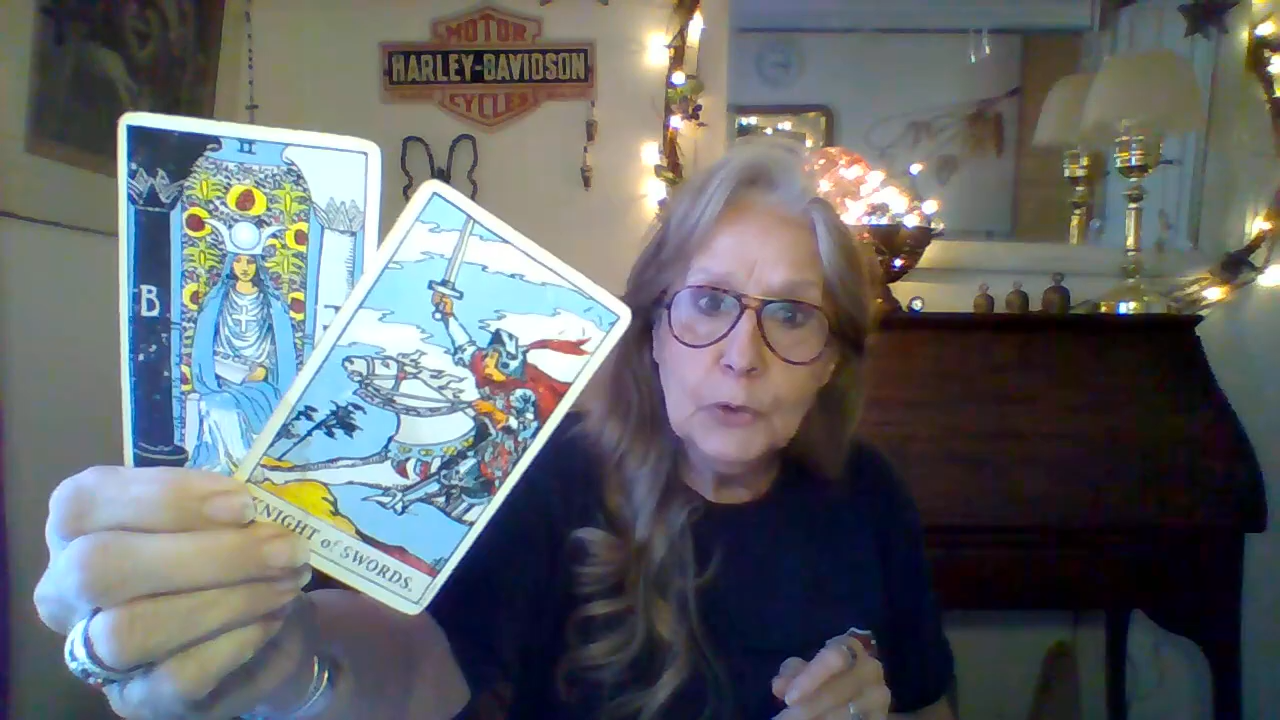 MOTOR
HARLEY-DAVIDSON
CYCLES
II
B
KNIGHT of SWORDS.